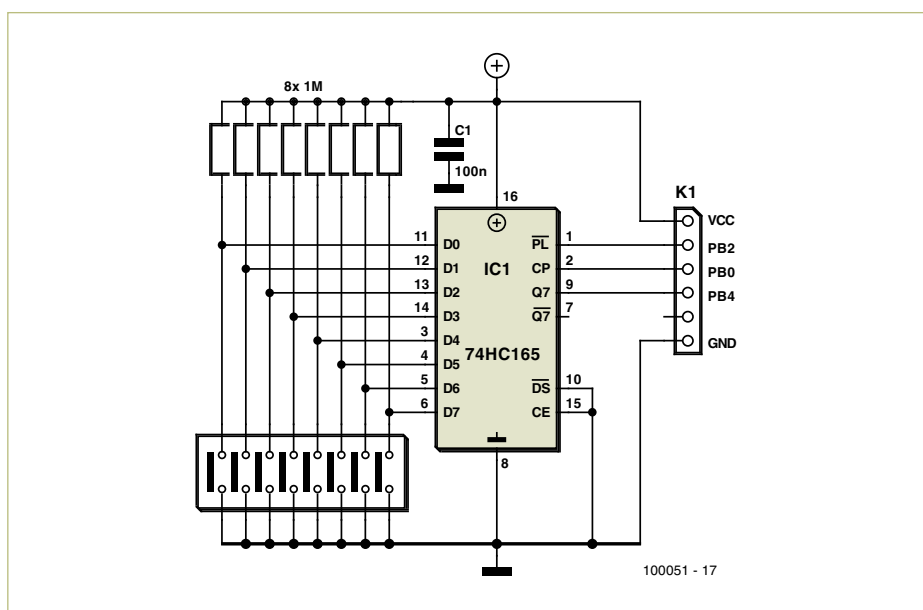 8x 1M
C1
100n
16
K1
VCC
11 D0 PL 1 PB2
12 D1 IC1 CP 2 PB0
13 D2 Q7 9 PB4
14 D3 Q7 7
3 D4 74HC165 GND
4 D5
5 D6 DS 10
6 D7 CE 15
8
100051 - 17